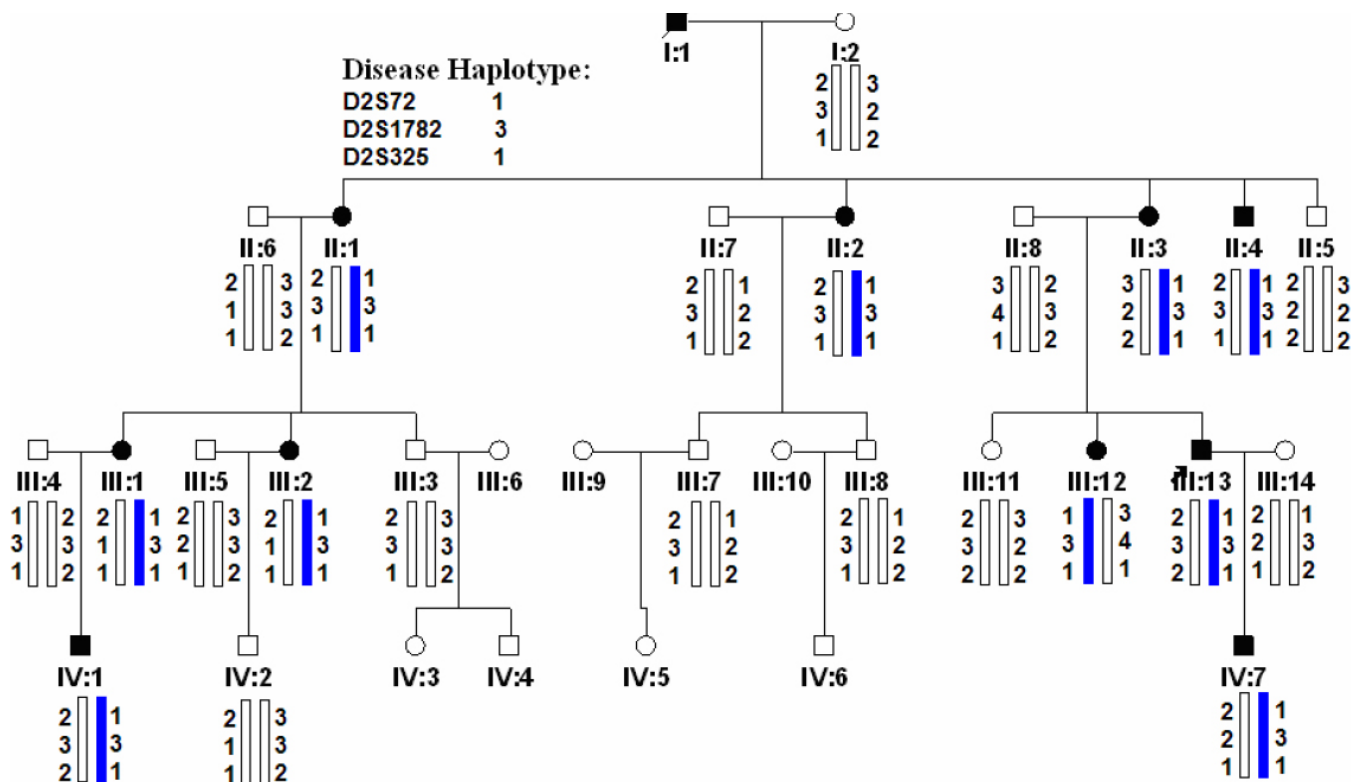 I:1 I:2
Disease Haplotype:
D2S72 1
D2S1782 3
D2S325 1
2 3
3 2
1 2
II:6 II:1 II:7 II:2 II:8 II:3 II:4 II:5
2 3 2 1 2 1 2 1 3 2 3 1 2 1 2 3
1 3 3 3 3 2 3 3 4 3 2 3 3 3 2 2
1 2 1 1 1 2 1 1 1 2 2 1 1 1 2 2
III:4 III:1 III:5 III:2 III:3 III:6 III:9 III:7 III:10 III:8 III:11 III:12 III:13 III:14
1 2 2 1 2 3 2 1 2 3 2 1 2 1 2 3 1 3 2 1 2 1
3 3 1 3 2 3 1 3 3 3 3 2 3 2 3 2 3 4 3 3 2 3
1 2 1 1 1 2 1 1 1 2 1 2 1 2 2 2 1 1 2 1 1 2
IV:1 IV:2 IV:3 IV:4 IV:5 IV:6 IV:7
2 1 2 3 2 1
3 3 1 3 2 3
2 1 1 2 1 1